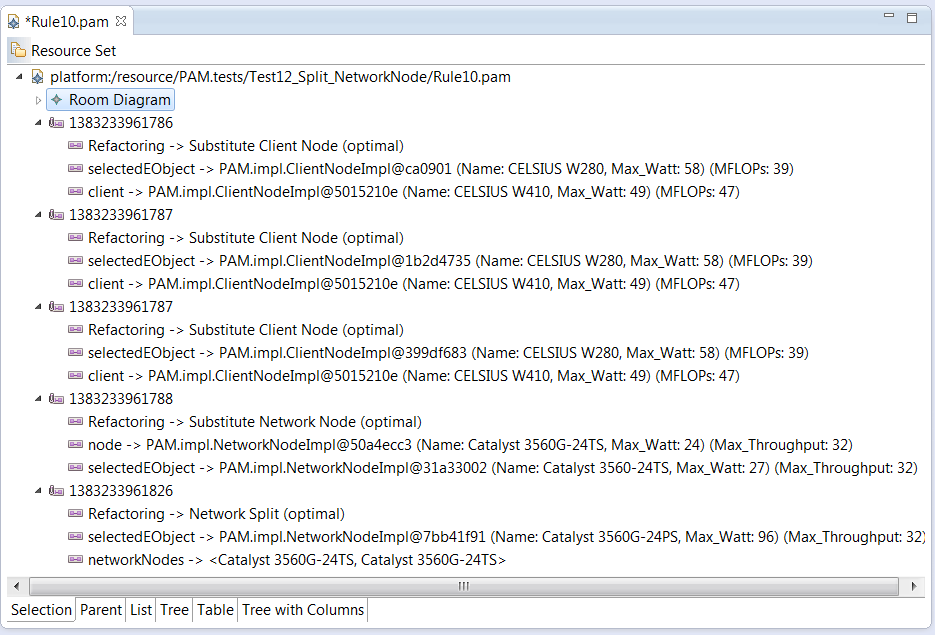 *Rule10.pam
Resource Set
platform:/resource/PAM.tests/Test12_Split_NetworkNode/Rule10.pam
Room Diagram
1383233961786
Refactoring -> Substitute Client Node (optimal)
selectedEObject -> PAM.impl.ClientNodeImpl@ca0901 (Name: CELSIUS W280, Max_Watt: 58) (MFLOPs: 39)
client -> PAM.impl.ClientNodeImpl@5015210e (Name: CELSIUS W410, Max_Watt: 49) (MFLOPs: 47)
1383233961787
Refactoring -> Substitute Client Node (optimal)
selectedEObject -> PAM.impl.ClientNodeImpl@1b2d4735 (Name: CELSIUS W280, Max_Watt: 58) (MFLOPs: 39)
client -> PAM.impl.ClientNodeImpl@5015210e (Name: CELSIUS W410, Max_Watt: 49) (MFLOPs: 47)
1383233961787
Refactoring -> Substitute Client Node (optimal)
selectedEObject -> PAM.impl.ClientNodeImpl@399df683 (Name: CELSIUS W280, Max_Watt: 58) (MFLOPs: 39)
client -> PAM.impl.ClientNodeImpl@5015210e (Name: CELSIUS W410, Max_Watt: 49) (MFLOPs: 47)
1383233961788
Refactoring -> Substitute Network Node (optimal)
node -> PAM.impl.NetworkNodeImpl@50a4ecc3 (Name: Catalyst 3560G-24TS, Max_Watt: 24) (Max_Throughput: 32)
selectedEObject -> PAM.impl.NetworkNodeImpl@31a33002 (Name: Catalyst 3560-24TS, Max_Watt: 27) (Max_Throughput: 32)
1383233961826
Refactoring -> Network Split (optimal)
selectedEObject -> PAM.impl.NetworkNodeImpl@7bb41f91 (Name: Catalyst 3560G-24PS, Max_Watt: 96) (Max_Throughput: 32)
networkNodes -> <Catalyst 3560G-24TS, Catalyst 3560G-24TS>
Selection Parent List Tree Table Tree with Columns